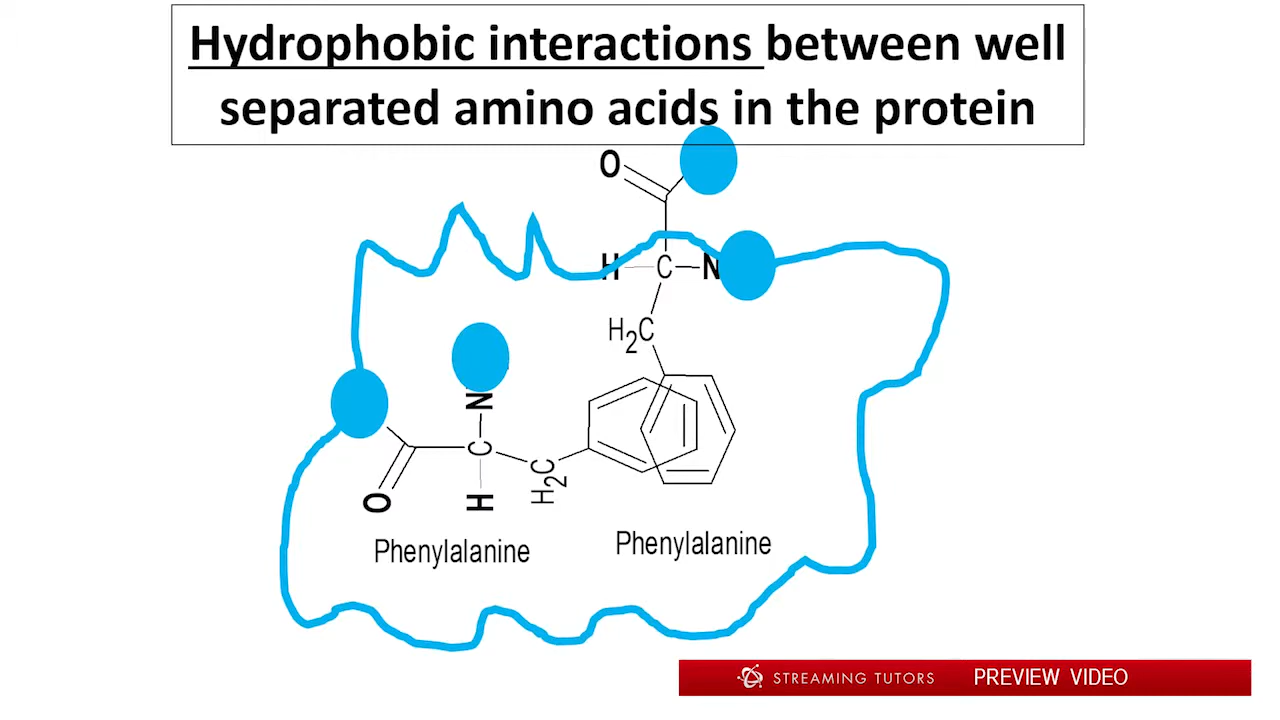 Hydrophobic interactions between well
separated amino acids in the protein
O
H C N
H2C
N
C
H2C
O
H
Phenylalanine
Phenylalanine
STREAMING TUTORS PREVIEW VIDEO